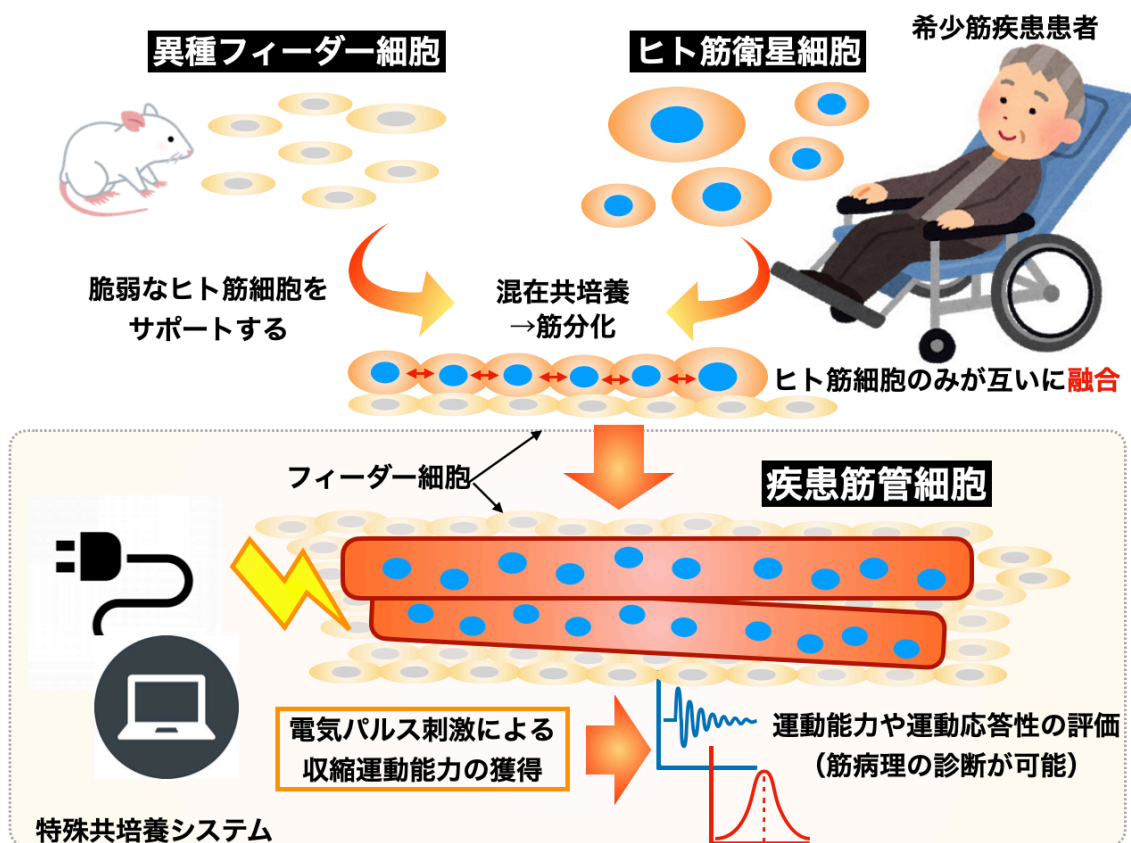 異種フィーダー細胞
ヒト筋衛星細胞
希少筋疾患患者
脆弱なヒト筋細胞を
サポートする
混在共培養
→筋分化
ヒト筋細胞のみが互いに融合
フィーダー細胞
疾患筋管細胞
電気パルス刺激による
収縮運動能力の獲得
運動能力や運動応答性の評価
（筋病理の診断が可能）
特殊共培養システム